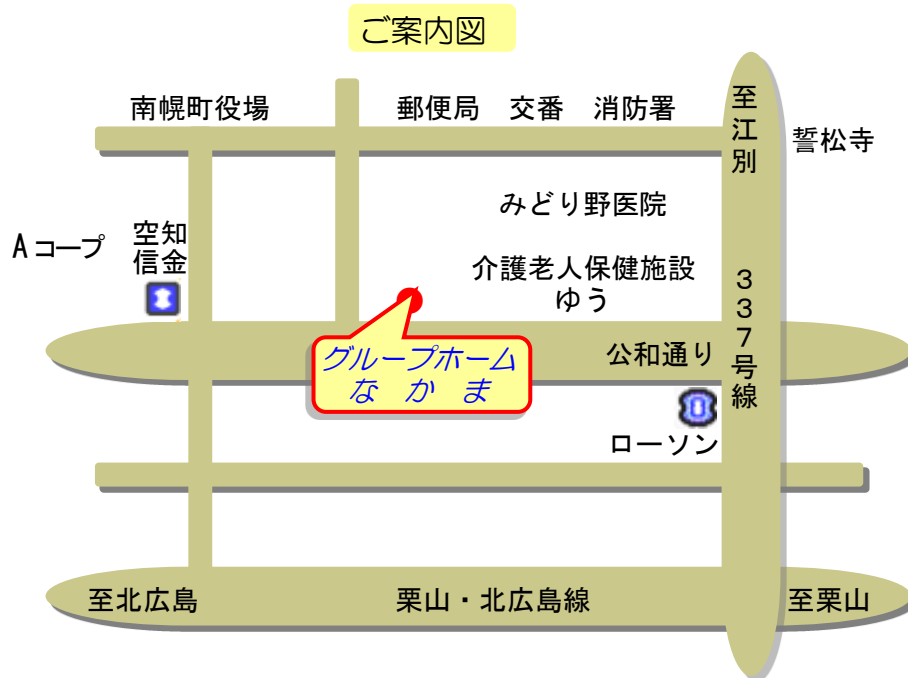 ご案内図
南幌町役場
郵便局　交番　消防署
至江別
誓松寺
みどり野医院
Aコープ
空知
信金
介護老人保健施設
ゆう
337号線
グループホーム
な　か　ま
公和通り
ローソン
至北広島
栗山・北広島線
至栗山